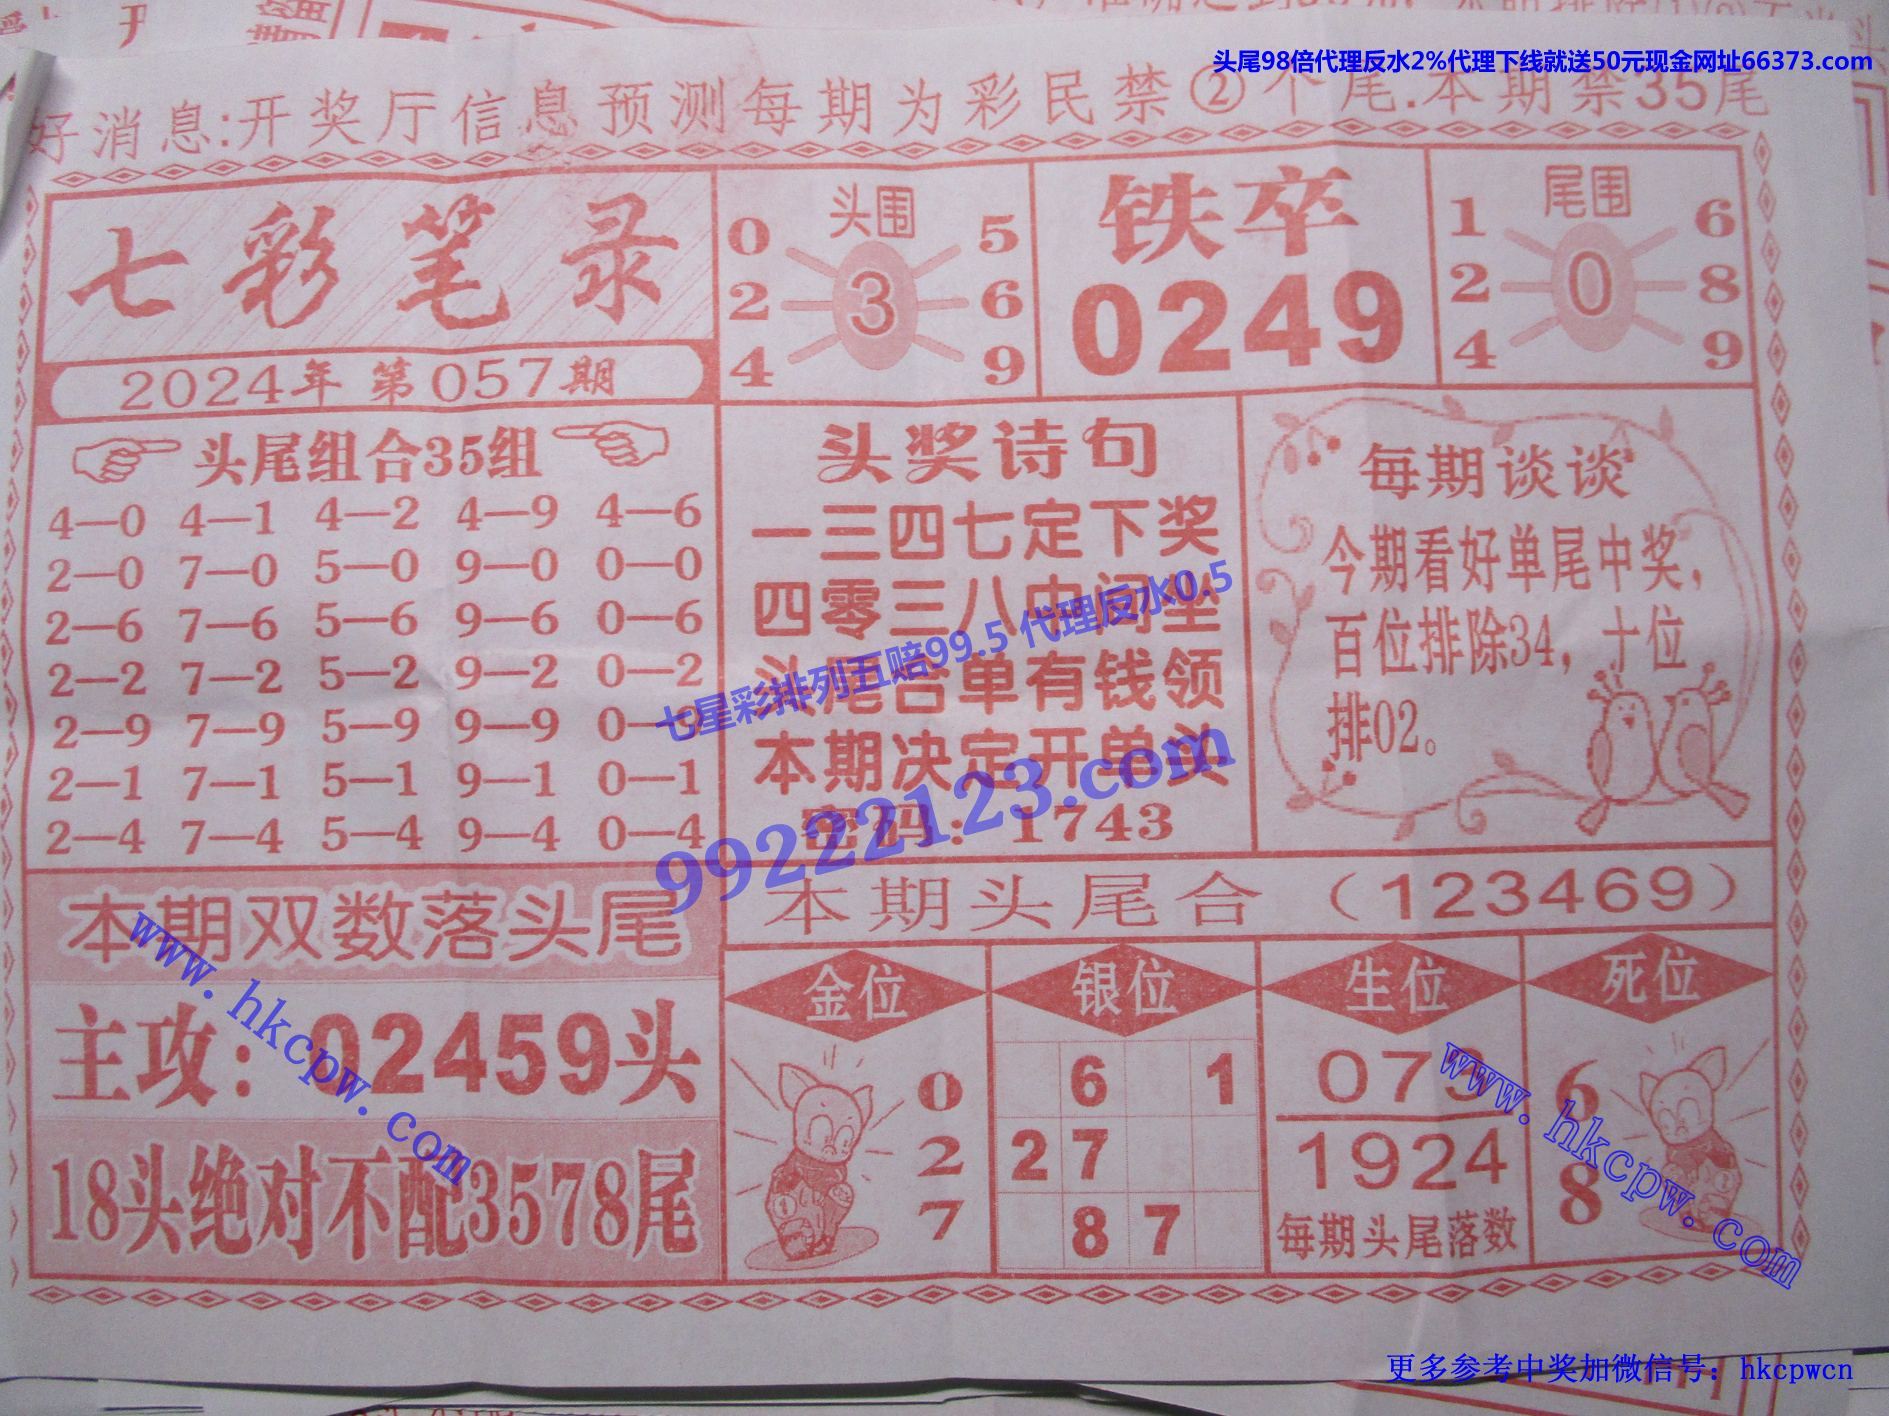 头尾98倍代理反水2%代理下线就送50元现金网址66373.com
好消息:开奖厅信息预测每期为彩民禁②个尾.本期禁35尾
七彩笔录
2024年 第057期
头围
0 5
2 3 6
4 9
铁卒
0249
尾围
1 6
2 0 8
4 9
头尾组合35组
4—0 4—1 4—2 4—9 4—6
2—0 7—0 5—0 9—0 0—0
2—6 7—6 5—6 9—6 0—6
2—2 7—2 5—2 9—2 0—2
2—9 7—9 5—9 9—9 0—
2—1 7—1 5—1 9—1 0—1
2—4 7—4 5—4 9—4 0—4
头奖诗句
一三四七定下奖
四零三八中间坐
头尾合单有钱领
本期决定开单头
密码：1743
每期谈谈
今期看好单尾中奖，
百位排除34，十位
排02。
七星彩排列五赔99.5 代理反水0.5
99222123.com
本期双数落头尾
主攻：02459头
18头绝对不配3578尾
本期头尾合（123469）
金位
0
2
7
银位
6 1
27
87
生位
073
1924
每期头尾落数
死位
6
8
www.hkcpw.com
www.hkcpw.com
更多参考中奖加微信号：hkcpwcn